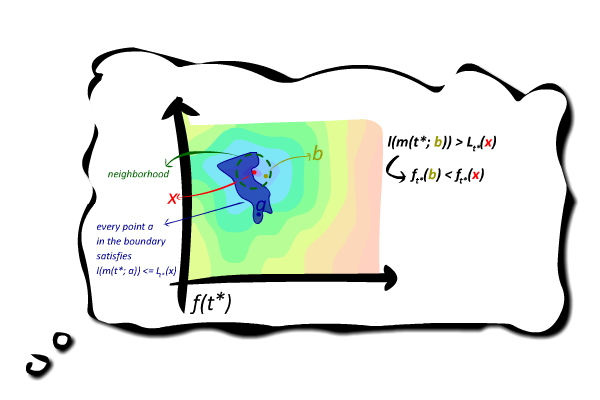 l(m(t*; b)) > Lt*(x)
ft*(b) < ft*(x)
b
neighborhood
x
a
every point a
in the boundary
satisfies
l(m(t*; a)) <= Lt*(x)
f(t*)